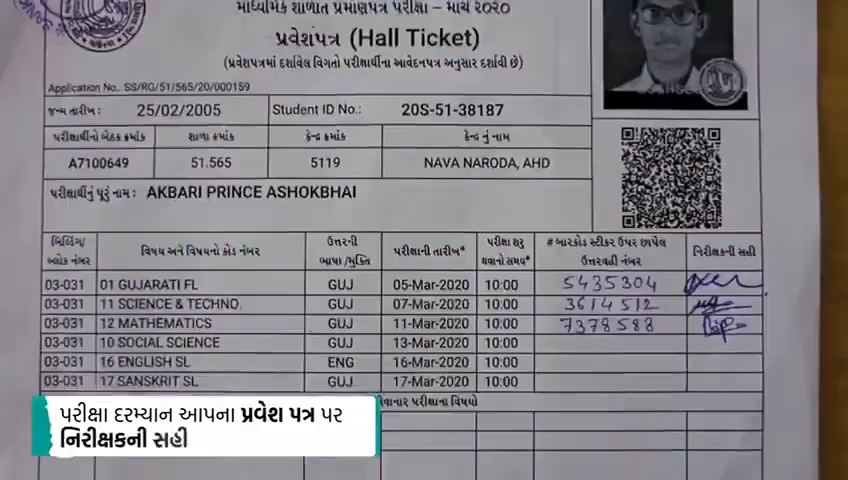 માધ્યમિક શાળાંત પ્રમાણપત્ર પરીક્ષા – માર્ચ ૨૦૨૦
પ્રવેશપત્ર (Hall Ticket)
(પ્રવેશપત્રમાં દર્શાવેલ વિગતો પરીક્ષાર્થીના આવેદનપત્ર અનુસાર દર્શાવી છે)
Application No.. SS/RG/51/565/20/000159
જન્મ તારીખ : 25/02/2005 Student ID No.: 20S-51-38187
પરીક્ષાર્થીનો બેઠક ક્રમાંક શાળા ક્રમાંક કેન્દ્ર ક્રમાંક કેન્દ્ર નું નામ
A7100649 51.565 5119 NAVA NARODA, AHD
પરીક્ષાર્થીનું પૂરું નામ : AKBARI PRINCE ASHOKBHAI
બિલ્ડિંગ/ બ્લોક નંબર વિષય અને વિષયનો કોડ નંબર ઉત્તરની ભાષા /મુક્તિ પરીક્ષાની તારીખ* પરીક્ષા શરૂ થવાનો સમય* # બારકોડ સ્ટીકર ઉપર છાપેલ ઉત્તરવહી નંબર નિરીક્ષકની સહી
03-031 01 GUJARATI FL GUJ 05-Mar-2020 10:00 5435304
03-031 11 SCIENCE & TECHNO. GUJ 07-Mar-2020 10:00 3614512
03-031 12 MATHEMATICS GUJ 11-Mar-2020 10:00 7378588
03-031 10 SOCIAL SCIENCE GUJ 13-Mar-2020 10:00
03-031 16 ENGLISH SL ENG 16-Mar-2020 10:00
03-031 17 SANSKRIT SL GUJ 17-Mar-2020 10:00
પરીક્ષાના વિષયો
પરીક્ષા દરમ્યાન આપના પ્રવેશ પત્ર પર
નિરીક્ષકની સહી